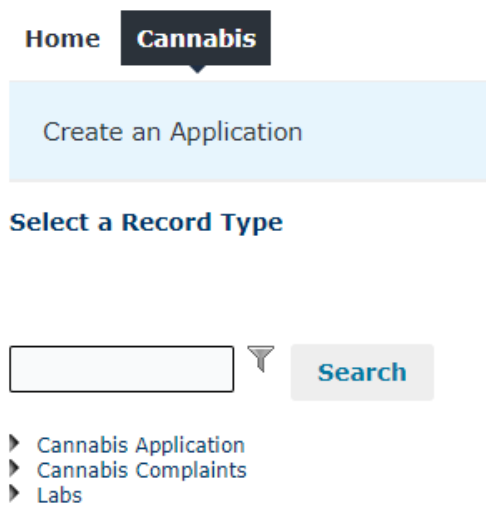 Home Cannabis
Create an Application
Select a Record Type
Search
Cannabis Application
Cannabis Complaints
Labs